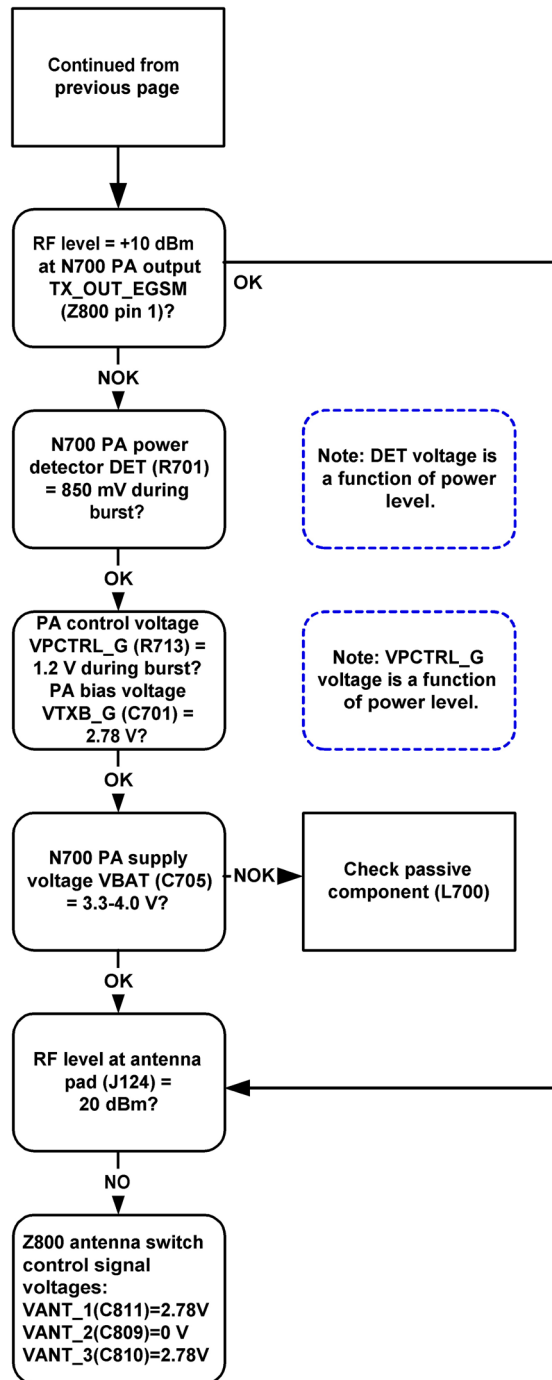 Continued from
previous page
RF level = +10 dBm
at N700 PA output
TX_OUT_EGSM
(Z800 pin 1)?
OK
NOK
N700 PA power
detector DET (R701)
= 850 mV during
burst?
Note: DET voltage is
a function of power
level.
OK
PA control voltage
VPCTRL_G (R713) =
1.2 V during burst?
PA bias voltage
VTXB_G (C701) =
2.78 V?
Note: VPCTRL_G
voltage is a function
of power level.
OK
N700 PA supply
voltage VBAT (C705)
= 3.3-4.0 V?
NOK
Check passive
component (L700)
OK
RF level at antenna
pad (J124) =
20 dBm?
NO
Z800 antenna switch
control signal
voltages:
VANT_1(C811)=2.78V
VANT_2(C809)=0 V
VANT_3(C810)=2.78V